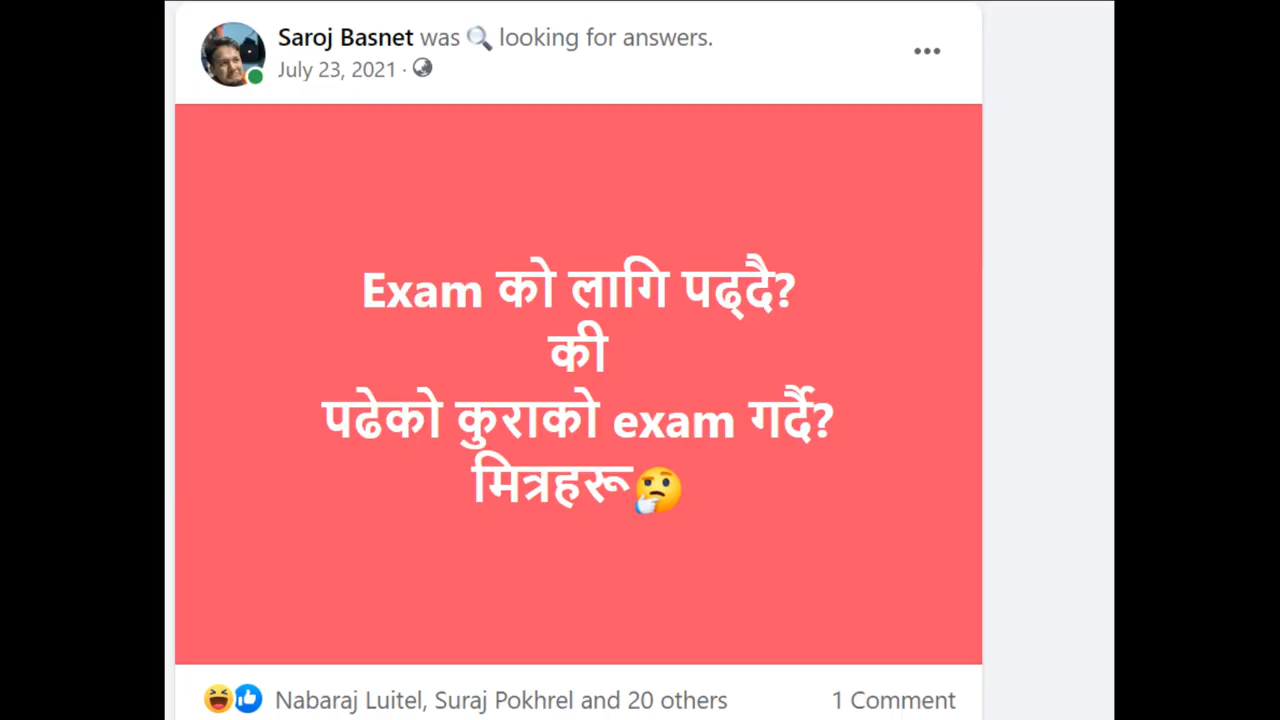 Saroj Basnet was 🔍 looking for answers.
July 23, 2021 ·
Exam को लागि पढ्दै?
की
पढेको कुराको exam गर्दै?
मित्रहरू🤔
Nabaraj Luitel, Suraj Pokhrel and 20 others
1 Comment